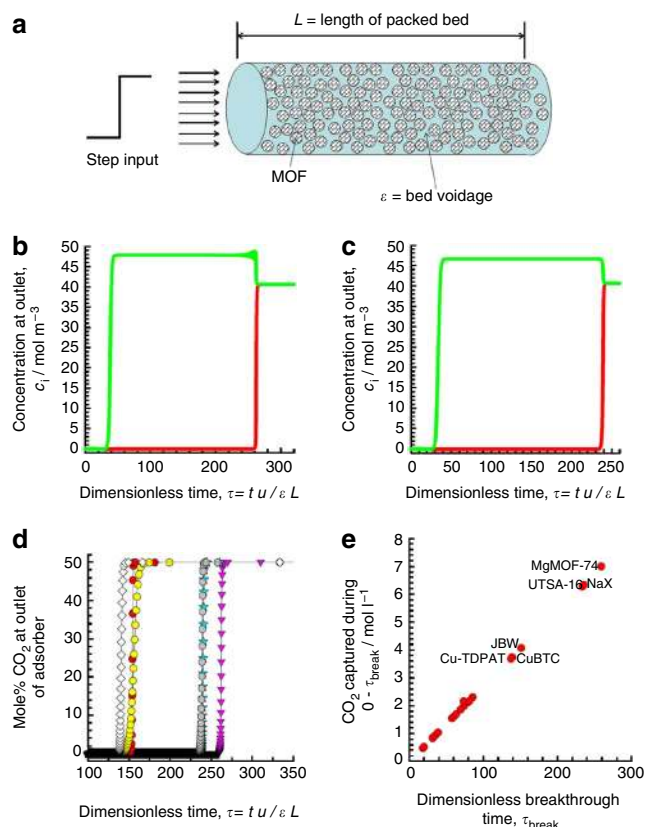 a
L = length of packed bed
Step input
MOF
ε = bed voidage
b
50
45
40
35
30
25
20
15
10
5
0
Concentration at outlet,
ci / mol m−3
0
100
200
300
Dimensionless time, τ= t u / ε L
c
50
45
40
35
30
25
20
15
10
5
0
Concentration at outlet,
ci / mol m−3
0
50
100
150
200
250
Dimensionless time, τ= t u / ε L
d
50
40
30
20
10
0
Mole% CO2 at outlet
of adsorber
100
150
200
250
300
350
Dimensionless time, τ= t u / ε L
e
8
7
6
5
4
3
2
1
0
CO2 captured during
0 - τbreak / mol l−1
MgMOF-74
UTSA-16
NaX
JBW
Cu-TDPAT
CuBTC
0
100
200
300
Dimensionless breakthrough
time, τbreak